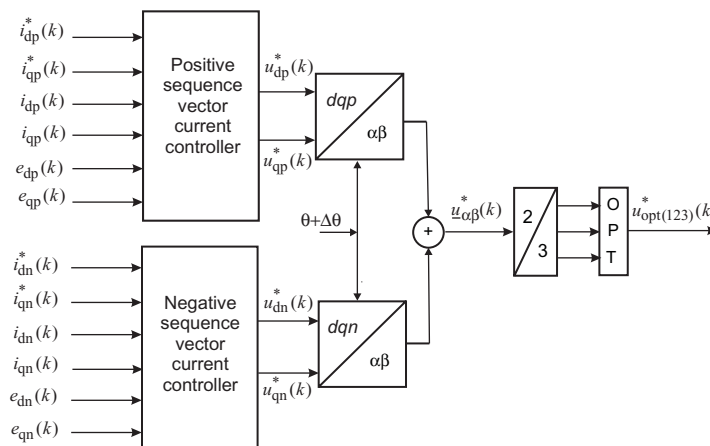 i*dp(k)
i*qp(k)
idp(k)
iqp(k)
edp(k)
eqp(k)
Positive
sequence
vector
current
controller
u*dp(k)
u*qp(k)
dqp
αβ
θ+Δθ
+
u*αβ(k)
2
3
O
P
T
u*opt(123)(k
i*dn(k)
i*qn(k)
idn(k)
iqn(k)
edn(k)
eqn(k)
Negative
sequence
vector
current
controller
u*dn(k)
u*qn(k)
dqn
αβ